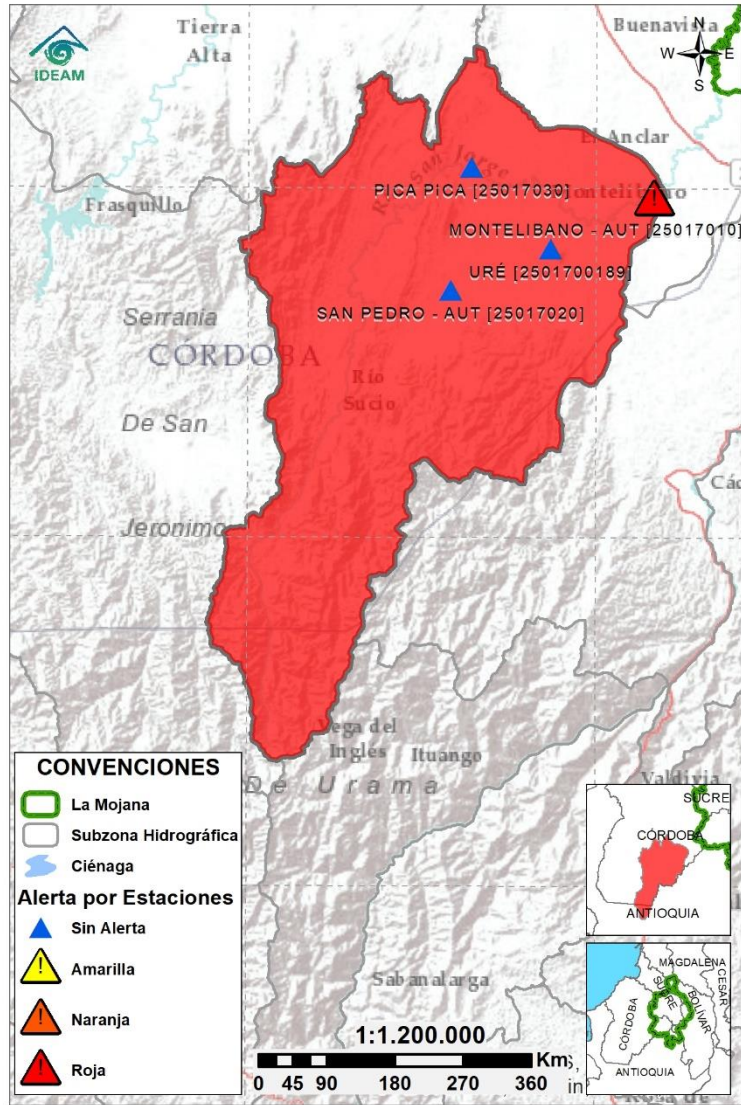 Tierra
Alta
Buenavista
IDEAM
N
W E
S
El Anclar
San Jorge
PICA PiCA [25017030]
Montelibano
Frasquillo
MONTELIBANO - AUT [25017010]
URÉ [2501700189]
SAN PEDRO - AUT [25017020]
Serrania
CÓRDOBA
Río
Sucio
De San
Jeronimo
Vega del
Inglés
Ituango
De Urama
Valdivia
Sabanalarga
CONVENCIONES
La Mojana
Subzona Hidrográfica
Ciénaga
Alerta por Estaciones
Sin Alerta
Amarilla
Naranja
Roja
1:1.200.000
Km
0 45 90 180 270 360
SUCRE
CÓRDOBA
ANTIOQUIA
MAGDALENA
CESAR
SUCRE
BOLÍVAR
CÓRDOBA
ANTIOQUIA